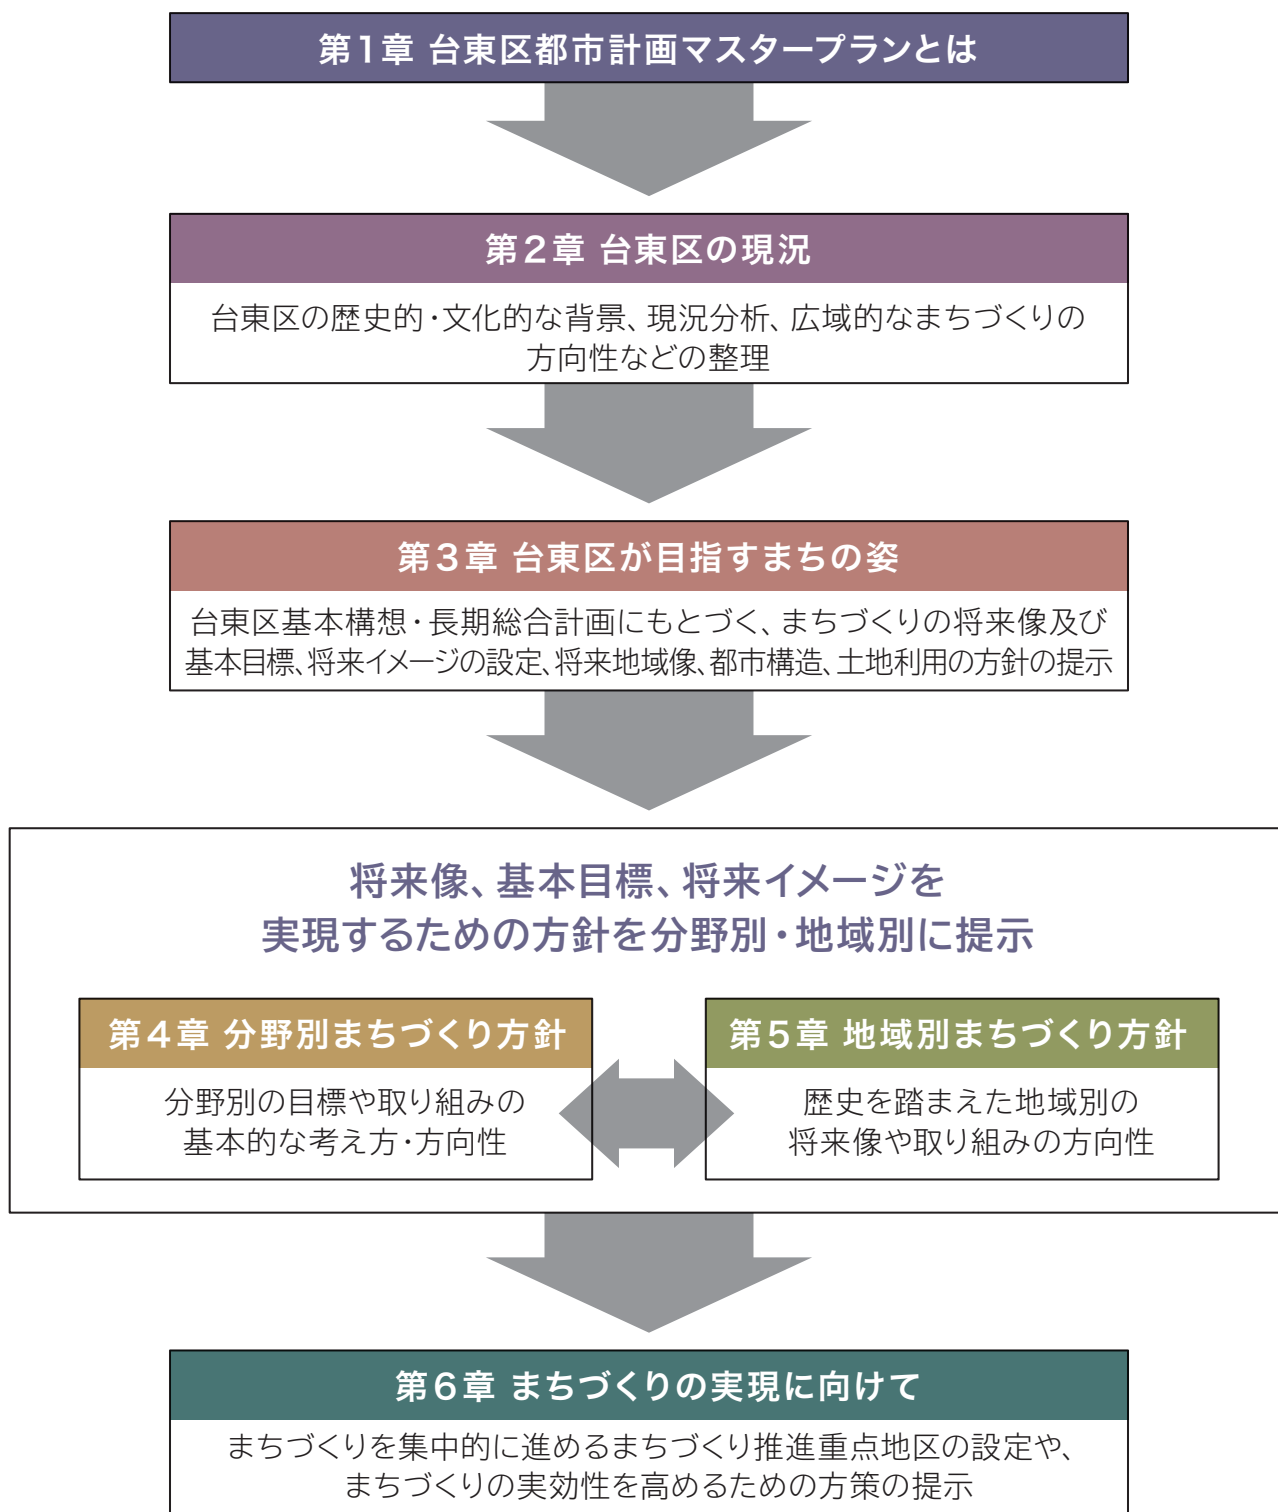 第1章 台東区都市計画マスタープランとは
第2章 台東区の現況
台東区の歴史的・文化的な背景、現況分析、広域的なまちづくりの
方向性などの整理
第3章 台東区が目指すまちの姿
台東区基本構想・長期総合計画にもとづく、まちづくりの将来像及び
基本目標、将来イメージの設定、将来地域像、都市構造、土地利用の方針の提示
将来像、基本目標、将来イメージを
実現するための方針を分野別・地域別に提示
第4章 分野別まちづくり方針
分野別の目標や取り組みの
基本的な考え方・方向性
第5章 地域別まちづくり方針
歴史を踏まえた地域別の
将来像や取り組みの方向性
第6章 まちづくりの実現に向けて
まちづくりを集中的に進めるまちづくり推進重点地区の設定や、
まちづくりの実効性を高めるための方策の提示